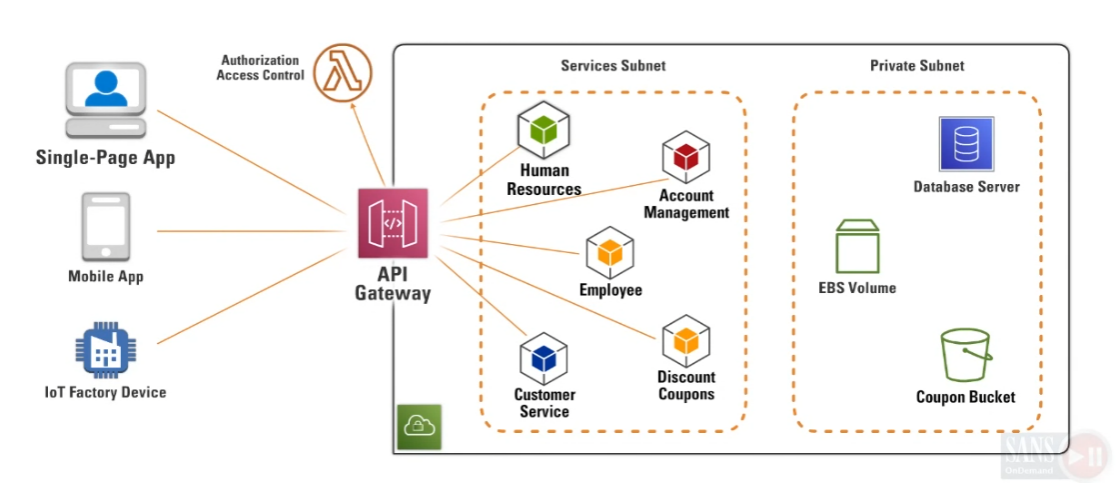 Authorization
Access Control
Services Subnet
Private Subnet
Single-Page App
Human
Resources
Account
Management
Database Server
Mobile App
</>
API
Gateway
Employee
EBS Volume
IoT Factory Device
Customer
Service
Discount
Coupons
Coupon Bucket
SANS
OnDemand